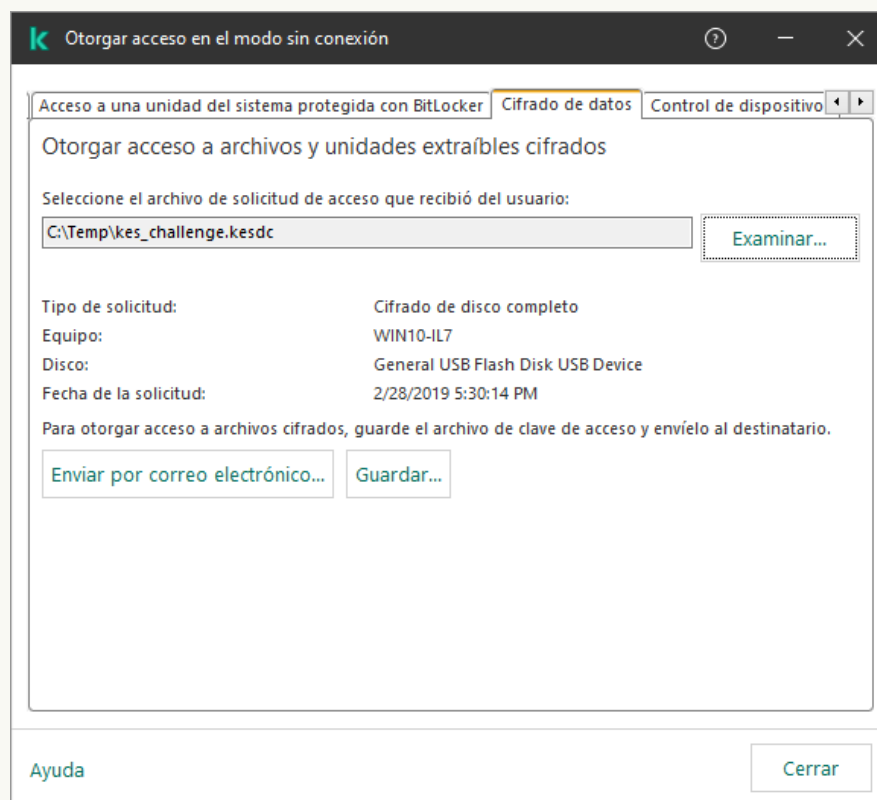 Otorgar acceso en el modo sin conexión
Acceso a una unidad del sistema protegida con BitLocker Cifrado de datos Control de dispositivo
Otorgar acceso a archivos y unidades extraíbles cifrados
Seleccione el archivo de solicitud de acceso que recibió del usuario:
C:\Temp\kes_challenge.kesdc Examinar...
Tipo de solicitud: Cifrado de disco completo
Equipo: WIN10-IL7
Disco: General USB Flash Disk USB Device
Fecha de la solicitud: 2/28/2019 5:30:14 PM
Para otorgar acceso a archivos cifrados, guarde el archivo de clave de acceso y envíelo al destinatario.
Enviar por correo electrónico... Guardar...
Ayuda Cerrar